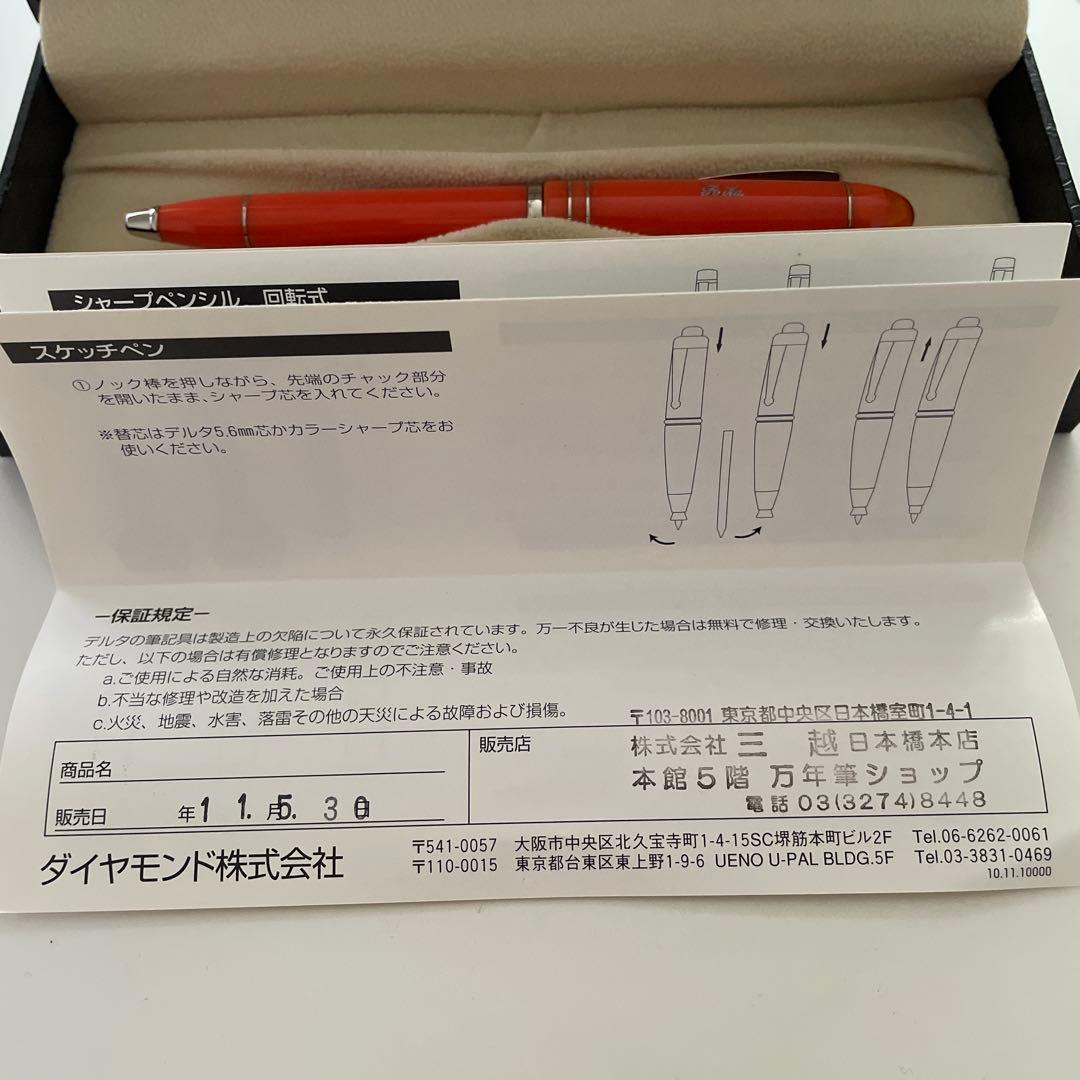 シャープペンシル 回転式
スケッチペン
①ノック棒を押しながら、先端のチャック部分
を開いたまま、シャープ芯を入れてください。
※替芯はデルタ5.6mm芯かカラーシャープ芯をお
使いください。
ー保証規定ー
デルタの筆記具は製造上の欠陥について永久保証されています。万一不良が生じた場合は無料で修理・交換いたします。
ただし、以下の場合は有償修理となりますのでご注意ください。
a.ご使用による自然な消耗。ご使用上の不注意・事故
b.不当な修理や改造を加えた場合
c.火災、地震、水害、落雷その他の天災による故障および損傷。
商品名
販売日 年 月 日
11. 5. 30
販売店
〒103-8001 東京都中央区日本橋室町1-4-1
株式会社 三 越 日本橋本店
本館5階 万年筆ショップ
電話 03(3274)8448
ダイヤモンド株式会社
〒541-0057 大阪市中央区北久宝寺町1-4-15SC堺筋本町ビル2F Tel.06-6262-0061
〒110-0015 東京都台東区東上野1-9-6 UENO U-PAL BLDG.5F Tel.03-3831-0469
10.11.10000